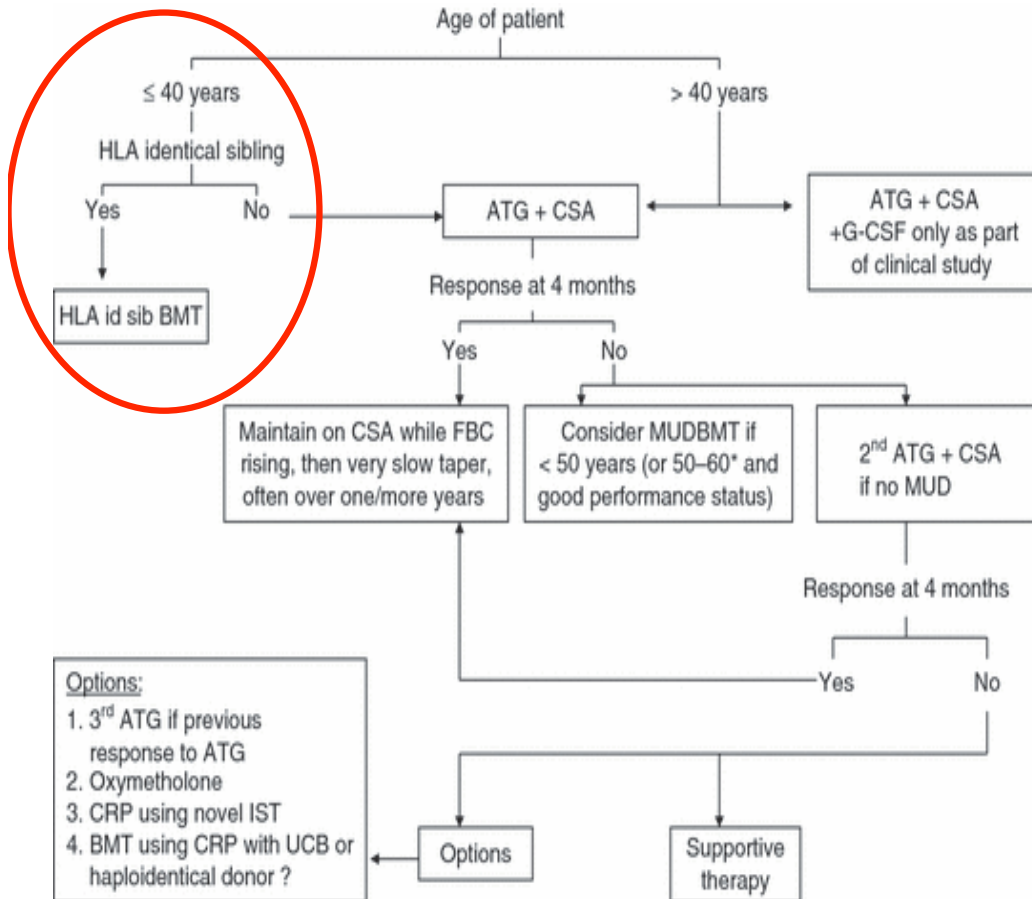 Age of patient
≤ 40 years
> 40 years
HLA identical sibling
Yes
No
HLA id sib BMT
ATG + CSA
ATG + CSA
+G-CSF only as part
of clinical study
Response at 4 months
Yes
No
Maintain on CSA while FBC
rising, then very slow taper,
often over one/more years
Consider MUDBMT if
< 50 years (or 50–60* and
good performance status)
2nd ATG + CSA
if no MUD
Response at 4 months
Yes
No
Options:
1. 3rd ATG if previous
response to ATG
2. Oxymetholone
3. CRP using novel IST
4. BMT using CRP with UCB or
haploidentical donor ?
Options
Supportive
therapy